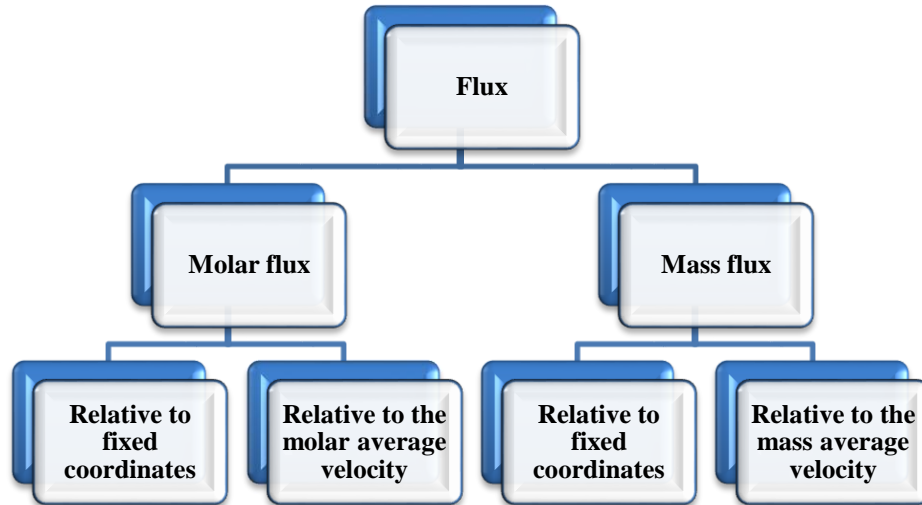 Flux
Molar flux
Mass flux
Relative to
fixed
coordinates
Relative to the
molar average
velocity
Relative to
fixed
coordinates
Relative to the
mass average
velocity